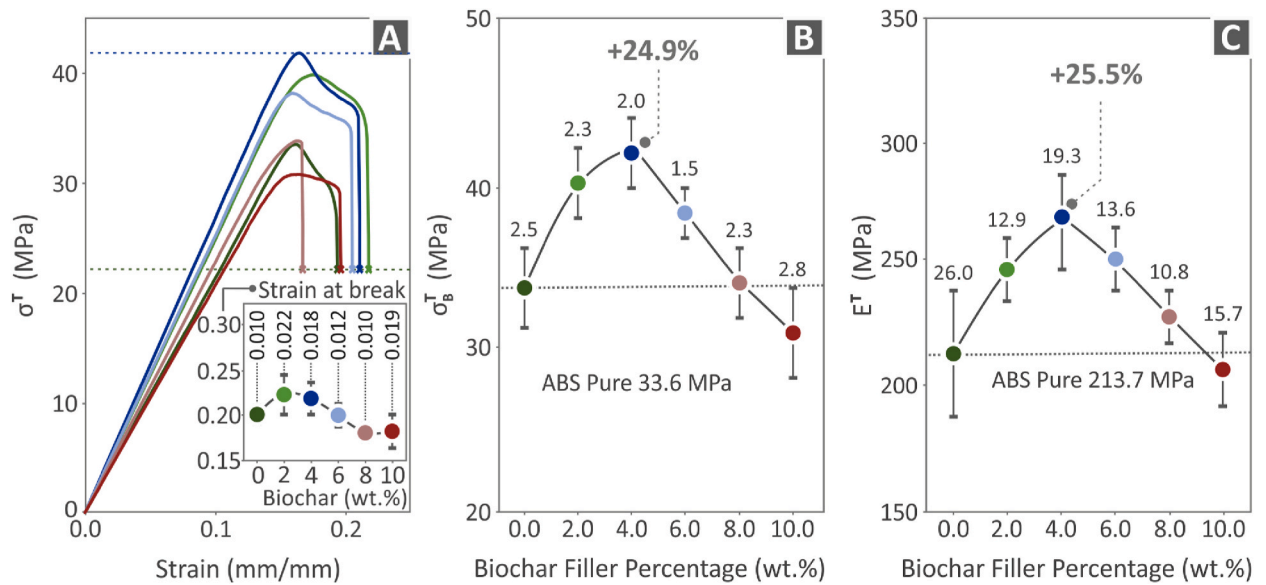 A
σᵀ (MPa)
40
30
20
10
0
0.0
0.1
0.2
Strain (mm/mm)
Strain at break
0.30
0.25
0.20
0.15
0.010
0.022
0.018
0.012
0.010
0.019
0 2 4 6 8 10
Biochar (wt.%)
B
+24.9%
σᴮᵀ (MPa)
50
40
30
20
2.5
2.3
2.0
1.5
2.3
2.8
ABS Pure 33.6 MPa
0.0 2.0 4.0 6.0 8.0 10.0
Biochar Filler Percentage (wt.%)
C
+25.5%
Eᵀ (MPa)
350
300
250
200
150
26.0
12.9
19.3
13.6
10.8
15.7
ABS Pure 213.7 MPa
0.0 2.0 4.0 6.0 8.0 10.0
Biochar Filler Percentage (wt.%)